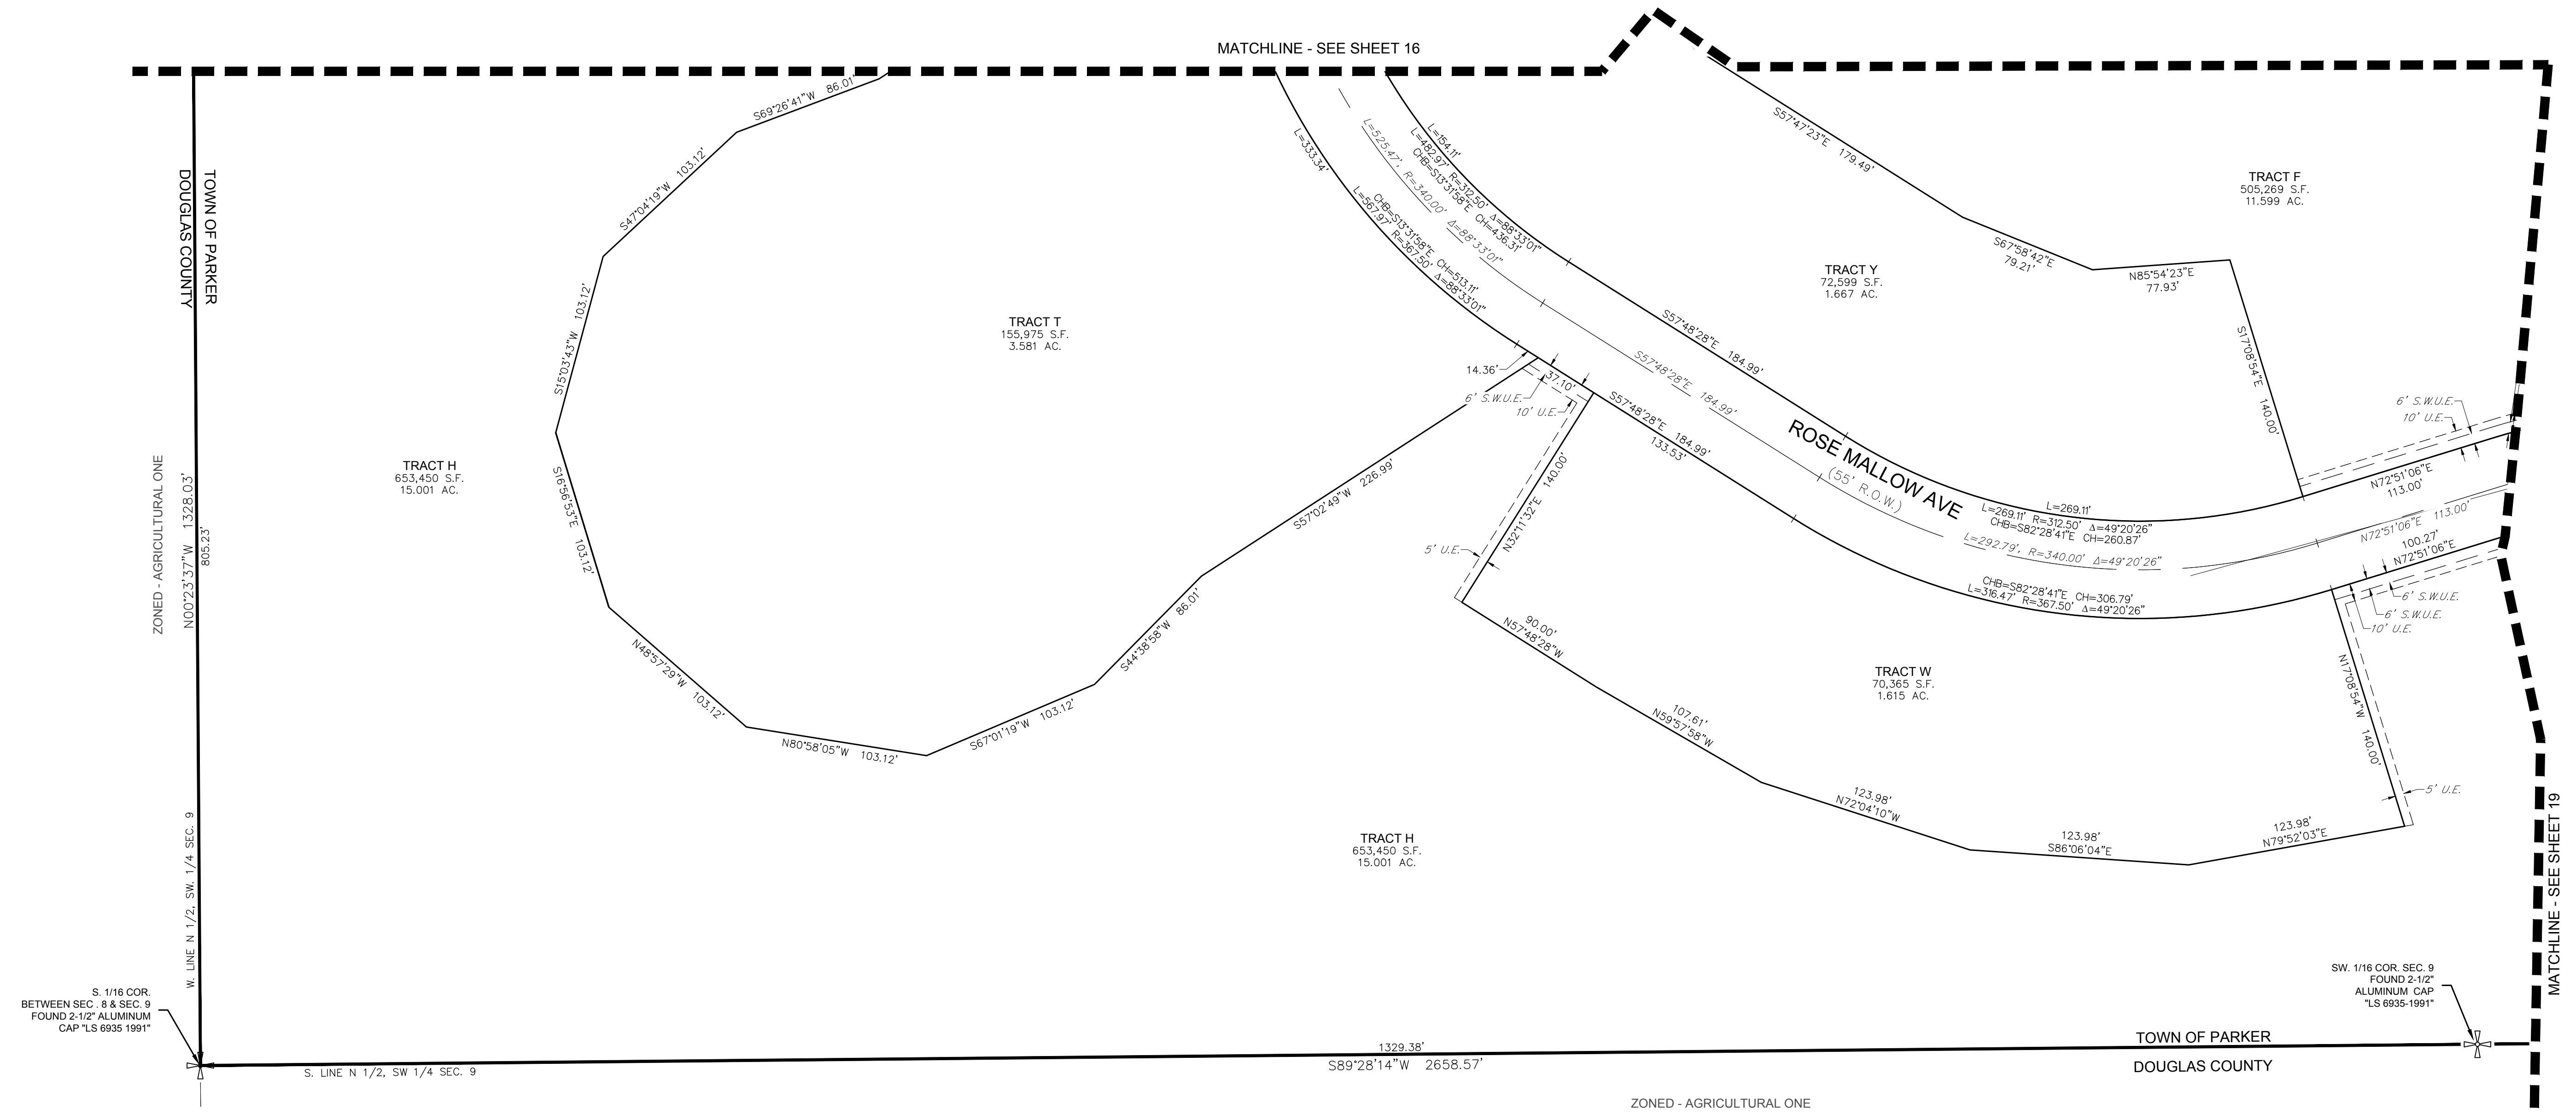 MATCHLINE - SEE SHEET 16
S69°26'41"W 86.01'
S47°04'19"W 103.12'
S15°03'43"W 103.12'
S16°56'53"E 103.12'
N48°57'29"W 103.12'
N80°58'05"W 103.12'
S67°01'19"W 103.12'
S44°38'58"W 86.01'
S57°02'49"W 226.99'
TOWN OF PARKER
DOUGLAS COUNTY
ZONED - AGRICULTURAL ONE
N00°23'37"W 1328.03'
805.23'
W. LINE N 1/2, SW. 1/4 SEC. 9
TRACT H
653,450 S.F.
15.001 AC.
TRACT T
155,975 S.F.
3.581 AC.
L=333.34'
CHB=S13°31'58"E CH=513.11'
L=567.97' R=367.50' Δ=88°33'01"
L=525.47', R=340.00' Δ=88°33'01"
L=154.11'
L=482.97' R=312.50' Δ=88°33'01"
CHB=S13°31'58"E CH=436.31'
S57°47'23"E 179.49'
S67°58'42"E
79.21'
N85°54'23"E
77.93'
S17°08'54"E 140.00'
TRACT F
505,269 S.F.
11.599 AC.
TRACT Y
72,599 S.F.
1.667 AC.
S57°48'28"E 184.99'
S57°48'28"E 184.99'
S57°48'28"E 184.99'
133.53'
14.36'
37.10'
6' S.W.U.E.
10' U.E.
5' U.E.
N32°11'32"E 140.00'
ROSE MALLOW AVE
(55' R.O.W.)
L=269.11'
L=269.11' R=312.50' Δ=49°20'26"
CHB=S82°28'41"E CH=260.87'
L=292.79', R=340.00' Δ=49°20'26"
CHB=S82°28'41"E CH=306.79'
L=316.47' R=367.50' Δ=49°20'26"
6' S.W.U.E.
10' U.E.
N72°51'06"E
113.00'
N72°51'06"E 113.00'
100.27'
N72°51'06"E
6' S.W.U.E.
6' S.W.U.E.
10' U.E.
N17°08'54"W 140.00'
5' U.E.
90.00'
N57°48'28"W
107.61'
N59°57'58"W
123.98'
N72°04'10"W
123.98'
S86°06'04"E
123.98'
N79°52'03"E
TRACT W
70,365 S.F.
1.615 AC.
TRACT H
653,450 S.F.
15.001 AC.
MATCHLINE - SEE SHEET 19
S. 1/16 COR.
BETWEEN SEC . 8 & SEC. 9
FOUND 2-1/2" ALUMINUM
CAP "LS 6935 1991"
SW. 1/16 COR. SEC. 9
FOUND 2-1/2"
ALUMINUM CAP
"LS 6935-1991"
S. LINE N 1/2, SW 1/4 SEC. 9
1329.38'
S89°28'14"W 2658.57'
TOWN OF PARKER
DOUGLAS COUNTY
ZONED - AGRICULTURAL ONE